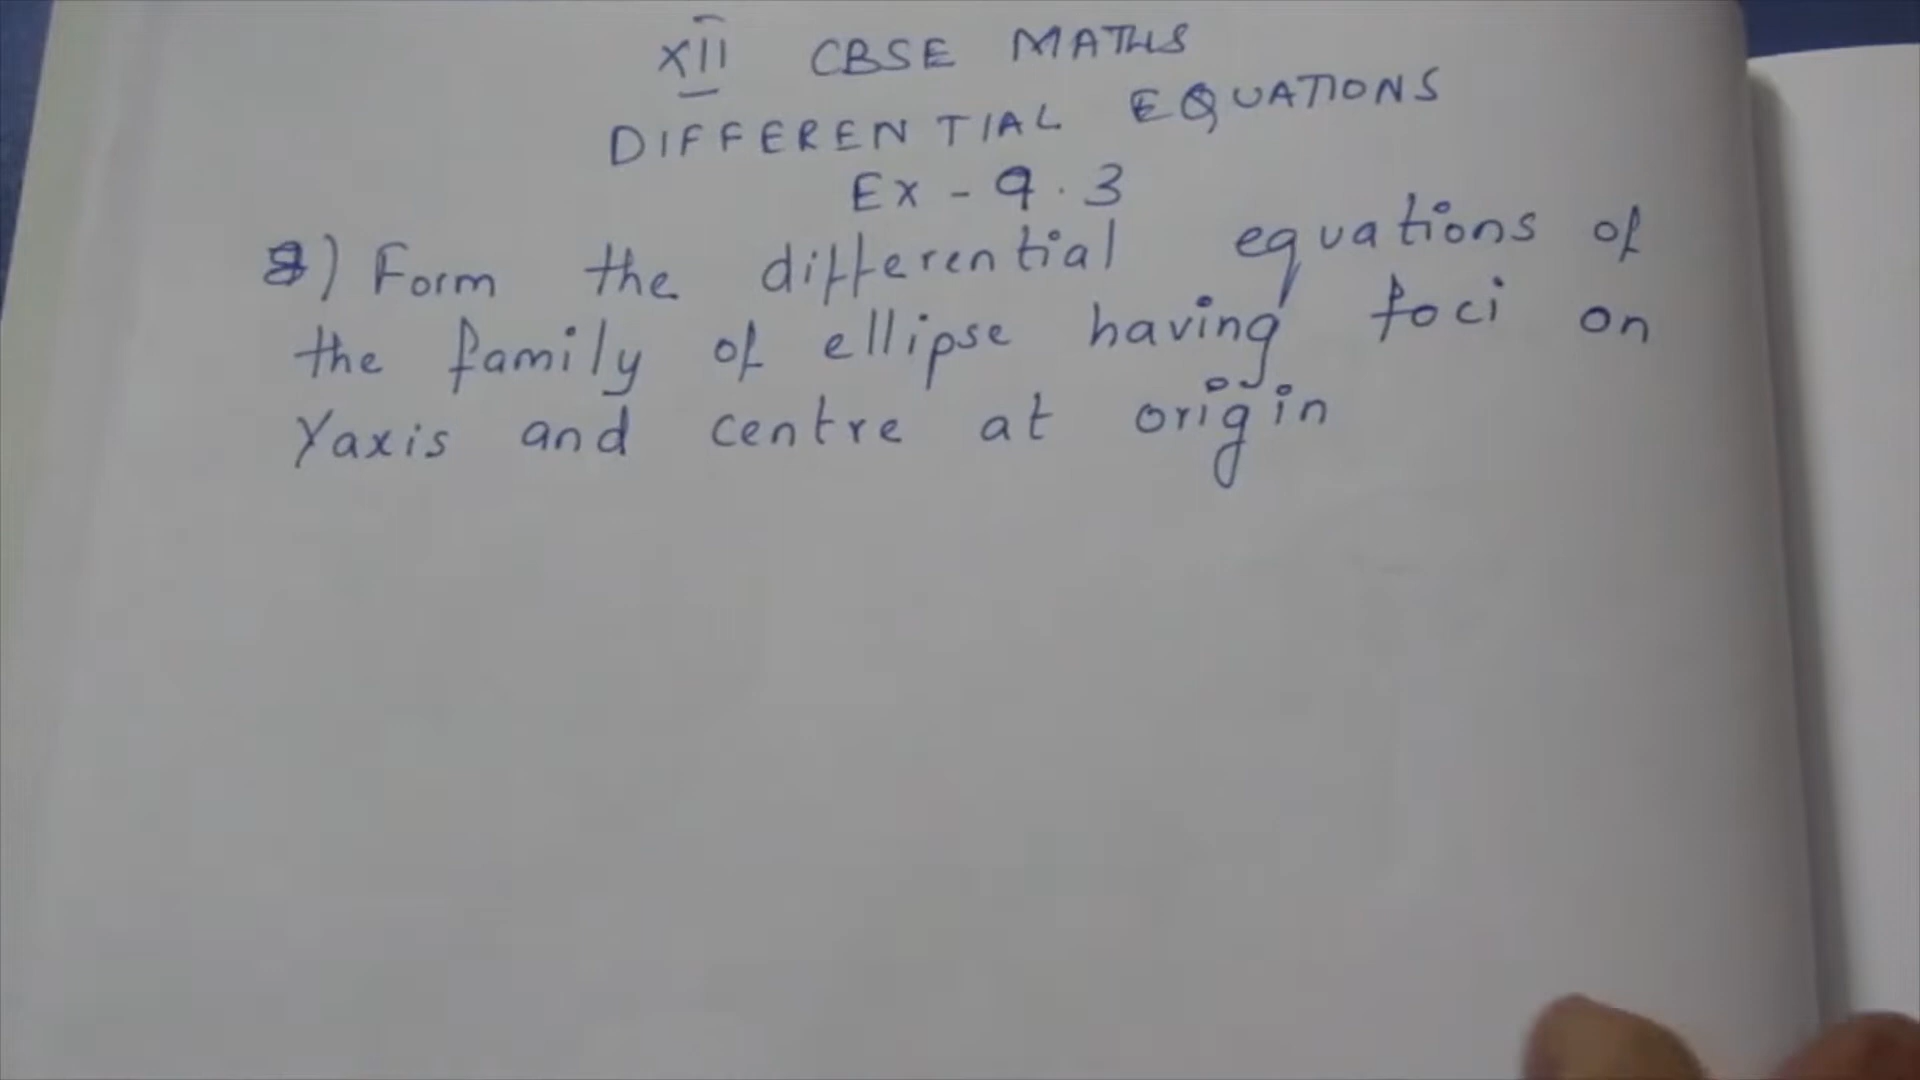 XII CBSE MATHS
DIFFERENTIAL EQUATIONS
Ex - 9.3
8) Form the differential equations of
the family of ellipse having foci on
Yaxis and centre at origin